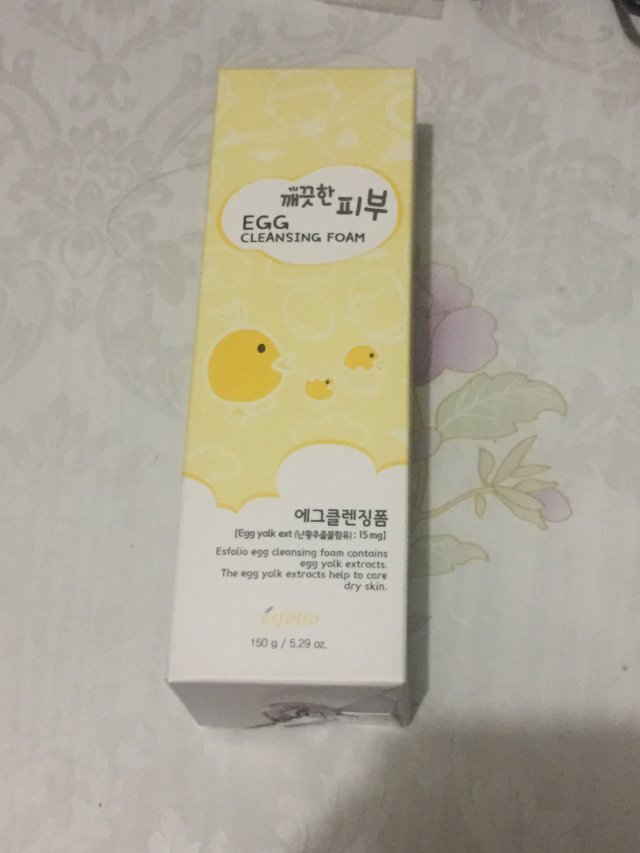 깨끗한 피부
EGG
CLEANSING FOAM
에그클렌징폼
[Egg yolk ext (난황추출물함유) : 15 mg]
Esfolio egg cleansing foam contains
egg yolk extracts.
The egg yolk extracts help to care
dry skin.
esfolio
150 g / 5.29 oz.